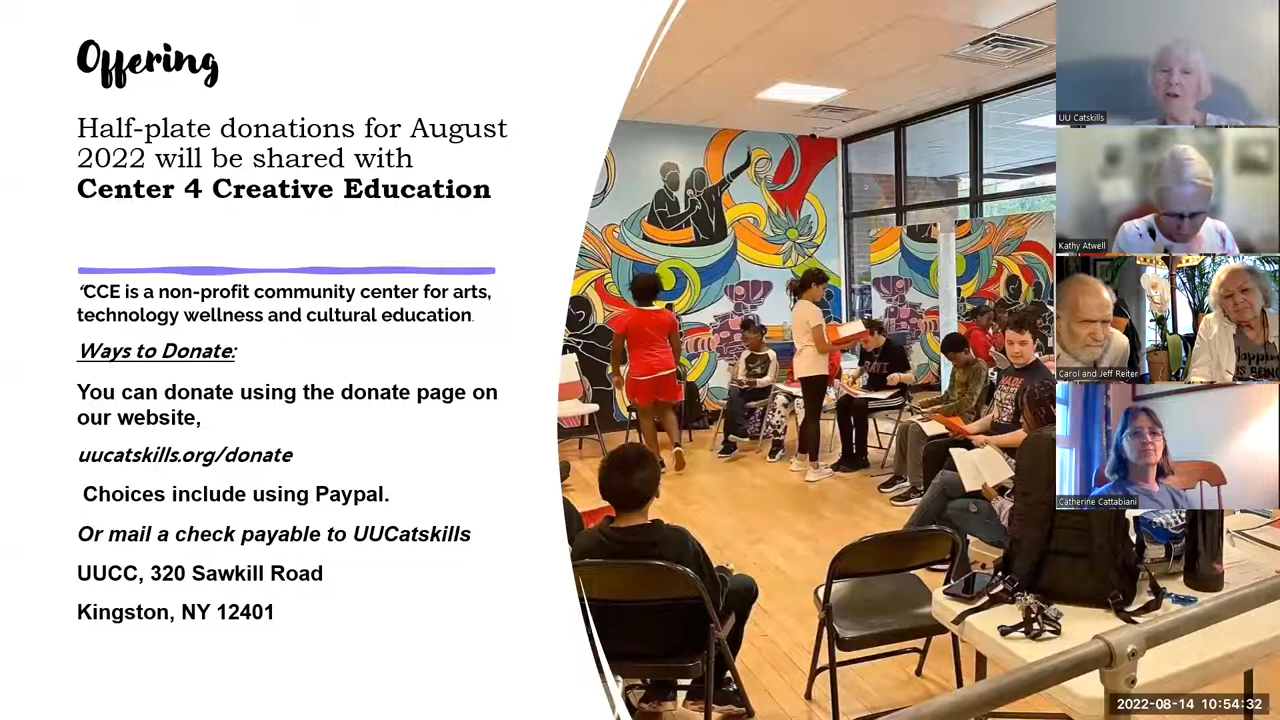 Offering
Half-plate donations for August
2022 will be shared with
Center 4 Creative Education
“CCE is a non-profit community center for arts,
technology wellness and cultural education.
Ways to Donate:
You can donate using the donate page on
our website,
uucatskills.org/donate
Choices include using Paypal.
Or mail a check payable to UUCatskills
UUCC, 320 Sawkill Road
Kingston, NY 12401
UU Catskills
Kathy Atwell
Carol and Jeff Reiter
Catherine Cattabiani
2022-08-14 10:54:32